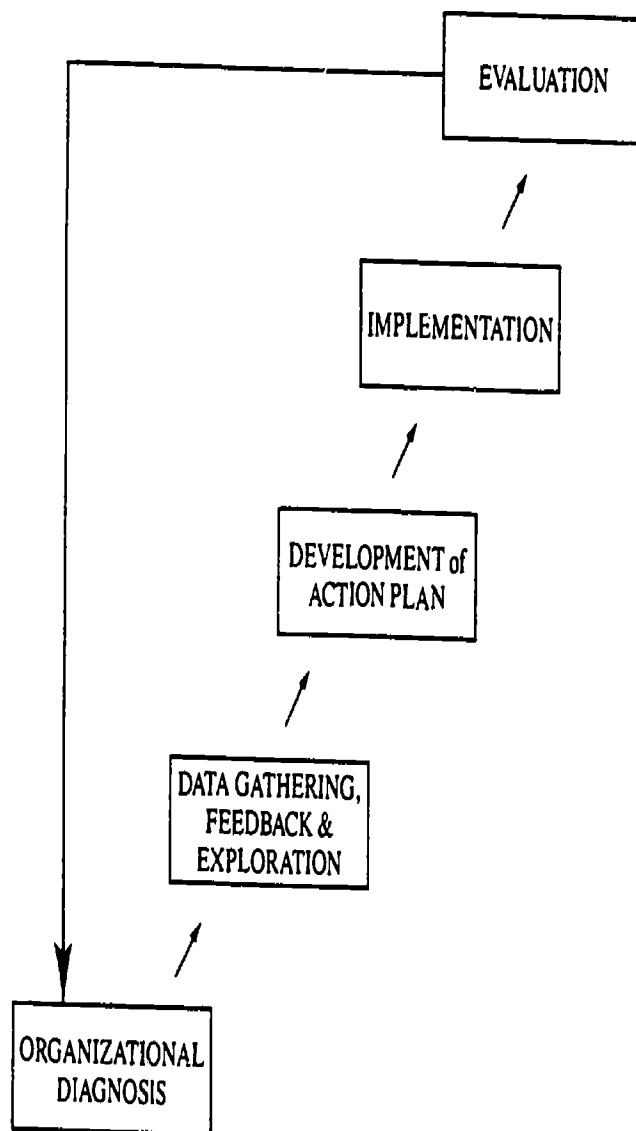 EVALUATION
IMPLEMENTATION
DEVELOPMENT of
ACTION PLAN
DATA GATHERING,
FEEDBACK &
EXPLORATION
ORGANIZATIONAL
DIAGNOSIS